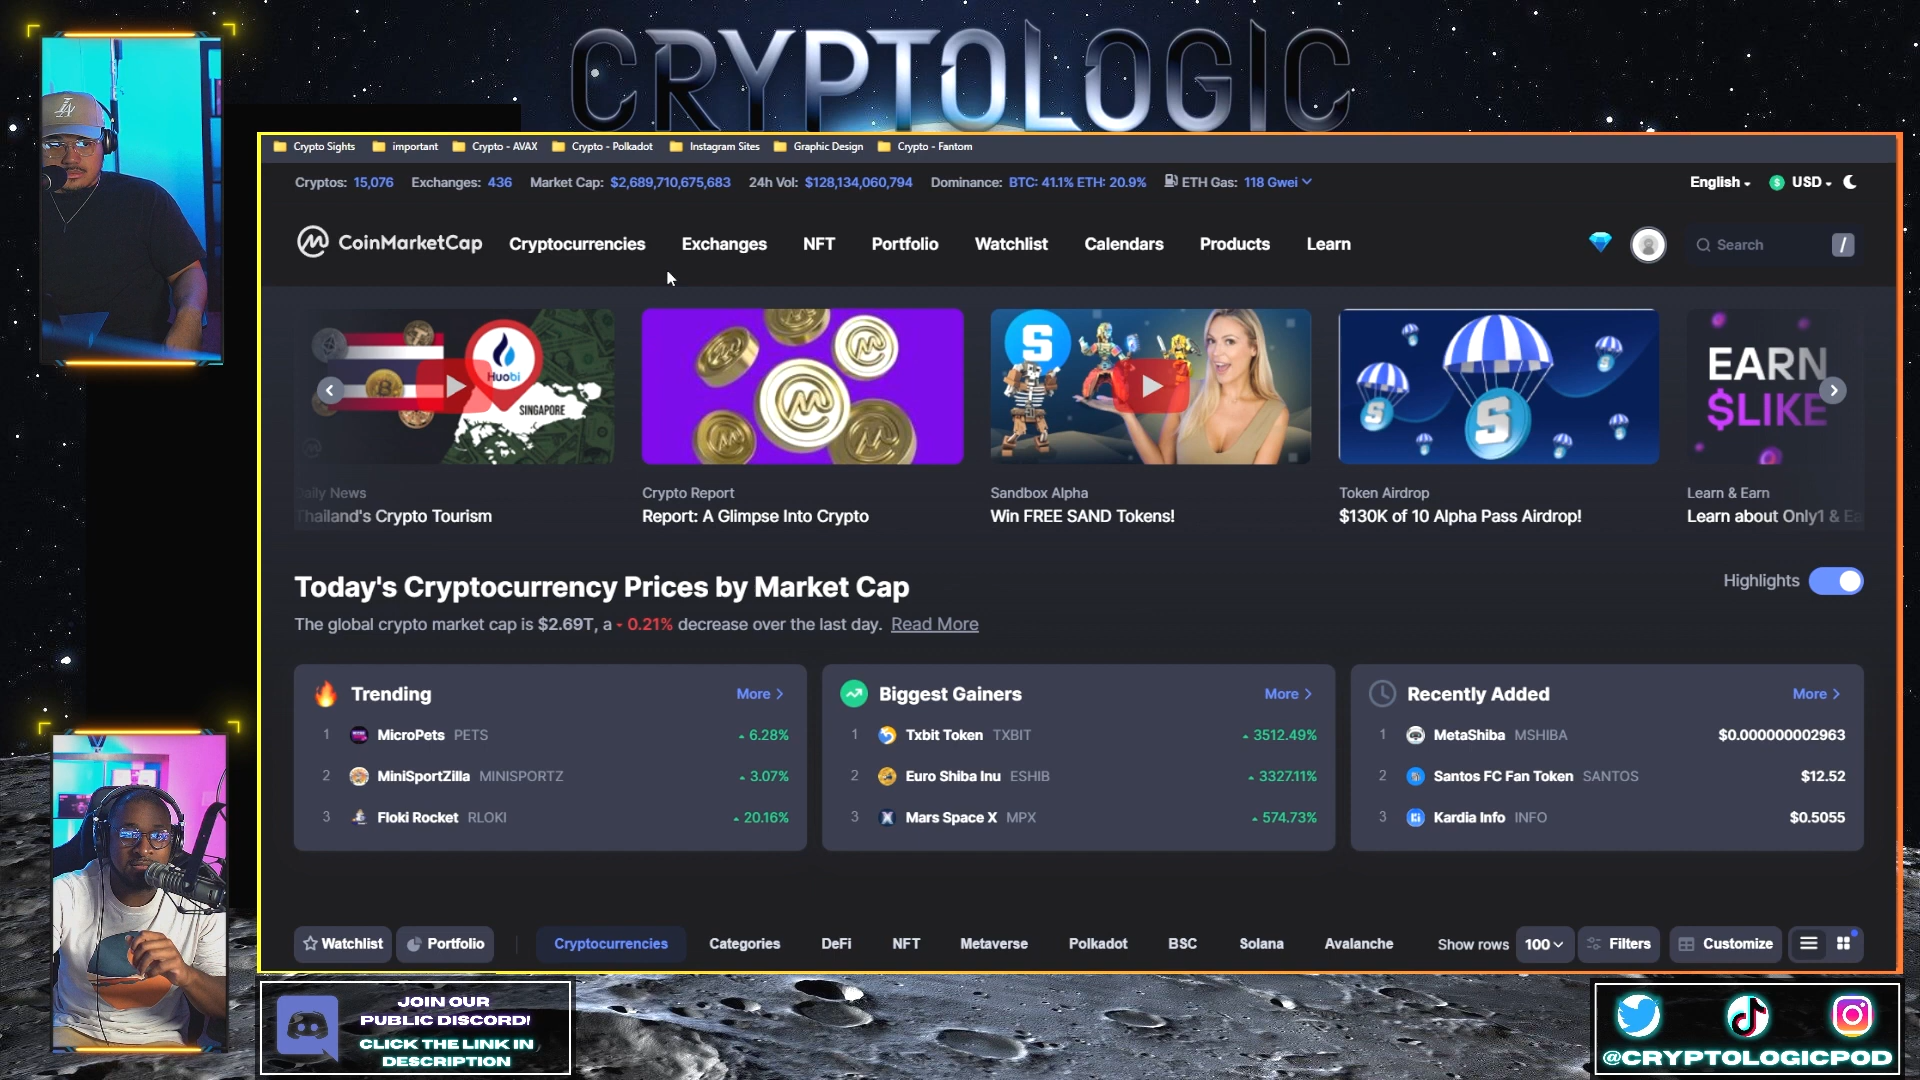 CRYPTOLOGIC
Crypto Sights important Crypto - AVAX Crypto - Polkadot Instagram Sites Graphic Design Crypto - Fantom
Cryptos: 15,076 Exchanges: 436 Market Cap: $2,689,710,675,683 24h Vol: $128,134,060,794 Dominance: BTC: 41.1% ETH: 20.9% ETH Gas: 118 Gwei English $ USD
CoinMarketCap Cryptocurrencies Exchanges NFT Portfolio Watchlist Calendars Products Learn Search /
Huobi
SINGAPORE
S
S
EARN
$LIKE
Daily News
Thailand's Crypto Tourism
Crypto Report
Report: A Glimpse Into Crypto
Sandbox Alpha
Win FREE SAND Tokens!
Token Airdrop
$130K of 10 Alpha Pass Airdrop!
Learn & Earn
Learn about Only1 & Ea
Today's Cryptocurrency Prices by Market Cap
Highlights
The global crypto market cap is $2.69T, a 0.21% decrease over the last day. Read More
Trending More >
1 MicroPets PETS 6.28%
2 MiniSportZilla MINISPORTZ 3.07%
3 Floki Rocket RLOKI 20.16%
Biggest Gainers More >
1 Txbit Token TXBIT 3512.49%
2 Euro Shiba Inu ESHIB 3327.11%
3 Mars Space X MPX 574.73%
Recently Added More >
1 MetaShiba MSHIBA $0.000000002963
2 Santos FC Fan Token SANTOS $12.52
3 Kardia Info INFO $0.5055
Watchlist Portfolio Cryptocurrencies Categories DeFi NFT Metaverse Polkadot BSC Solana Avalanche Show rows 100 Filters Customize
JOIN OUR
PUBLIC DISCORD!
CLICK THE LINK IN
DESCRIPTION
@CRYPTOLOGICPOD